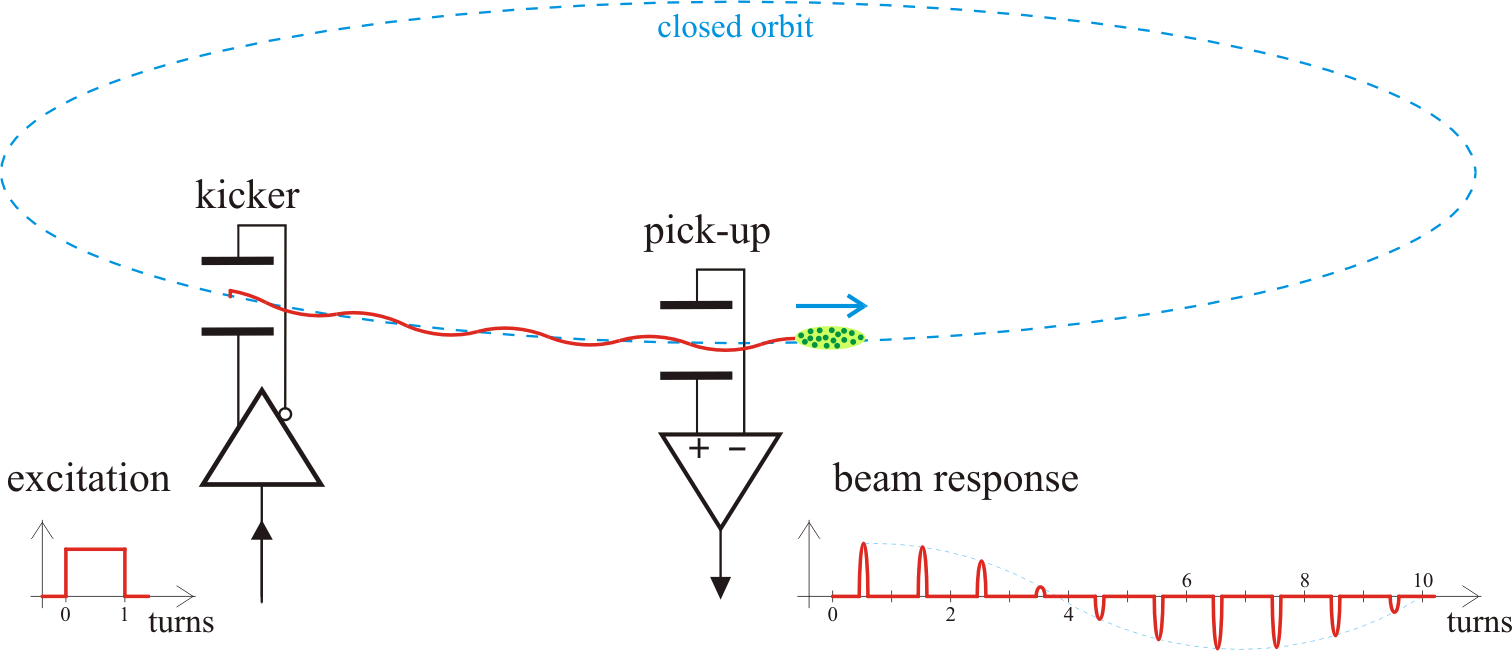 closed orbit
kicker
pick-up
+ −
excitation
beam response
6 8 10
0 1
turns
0 2 4
turns